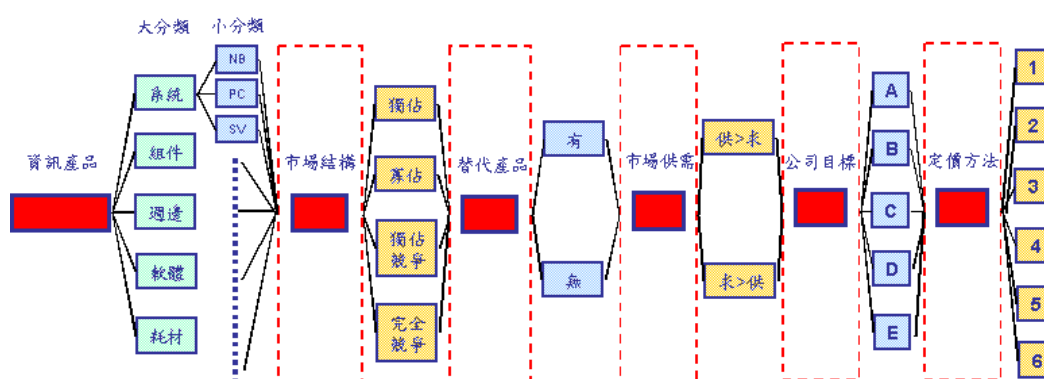 大分類
小分類
資訊產品
系統
組件
週邊
軟體
耗材
NB
PC
SV
市場結構
獨佔
寡佔
獨佔
競爭
完全
競爭
替代產品
有
無
市場供需
供>求
求>供
公司目標
A
B
C
D
E
定價方法
1
2
3
4
5
6